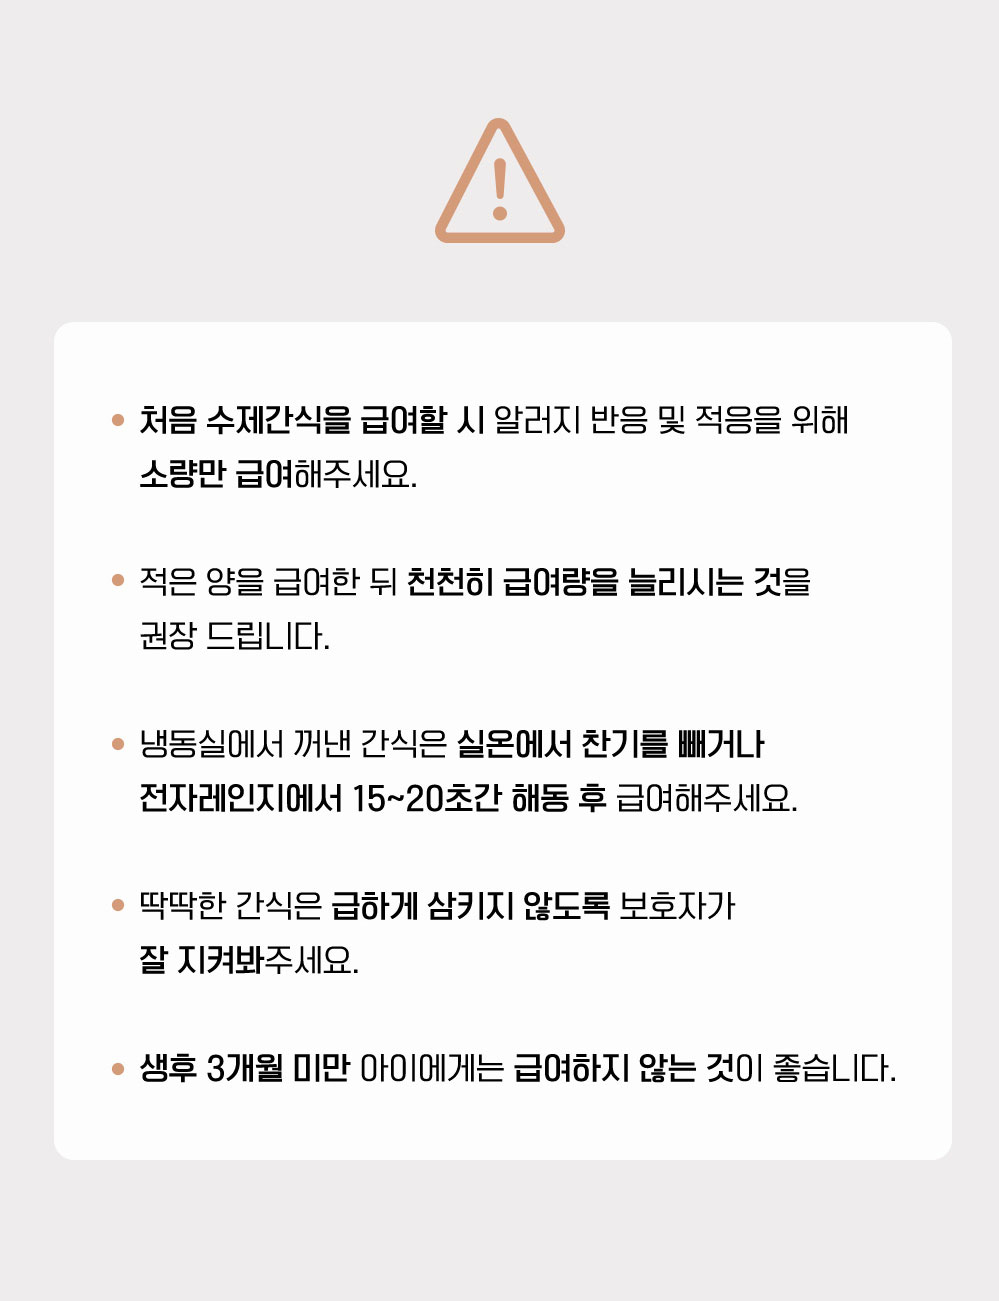 처음 수제간식을 급여할 시 알러지 반응 및 적응을 위해
소량만 급여해주세요.
적은 양을 급여한 뒤 천천히 급여량을 늘리시는 것을
권장 드립니다.
냉동실에서 꺼낸 간식은 실온에서 찬기를 빼거나
전자레인지에서 15~20초간 해동 후 급여해주세요.
딱딱한 간식은 급하게 삼키지 않도록 보호자가
잘 지켜봐주세요.
생후 3개월 미만 아이에게는 급여하지 않는 것이 좋습니다.